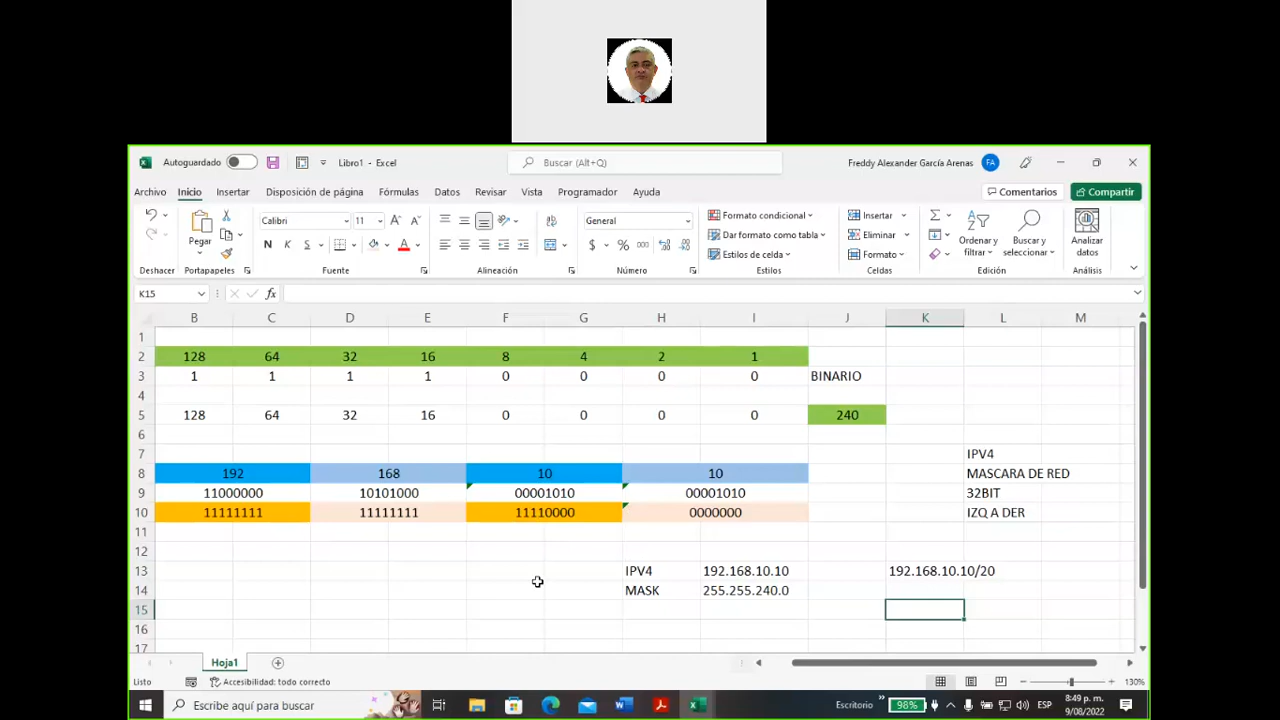 Autoguardado Libro1 - Excel Buscar (Alt+Q) Freddy Alexander García Arenas FA
Archivo Inicio Insertar Disposición de página Fórmulas Datos Revisar Vista Programador Ayuda Comentarios Compartir
Pegar Calibri 11 General Formato condicional Insertar Ordenar y filtrar Buscar y seleccionar Analizar datos
N K S Dar formato como tabla Eliminar
$ % 000 Estilos de celda Formato
Deshacer Portapapeles Fuente Alineación Número Estilos Celdas Edición Análisis
K15 fx
B C D E F G H I J K L M
1
2 128 64 32 16 8 4 2 1
3 1 1 1 1 0 0 0 0 BINARIO
4
5 128 64 32 16 0 0 0 0 240
6
7 IPV4
8 192 168 10 10 MASCARA DE RED
9 11000000 10101000 00001010 00001010 32BIT
10 11111111 11111111 11110000 0000000 IZQ A DER
11
12
13 IPV4 192.168.10.10 192.168.10.10/20
14 MASK 255.255.240.0
15
16
17
Hoja1
Listo Accesibilidad: todo correcto 130%
Escribe aquí para buscar Escritorio 98% ESP 8:49 p. m.
9/08/2022